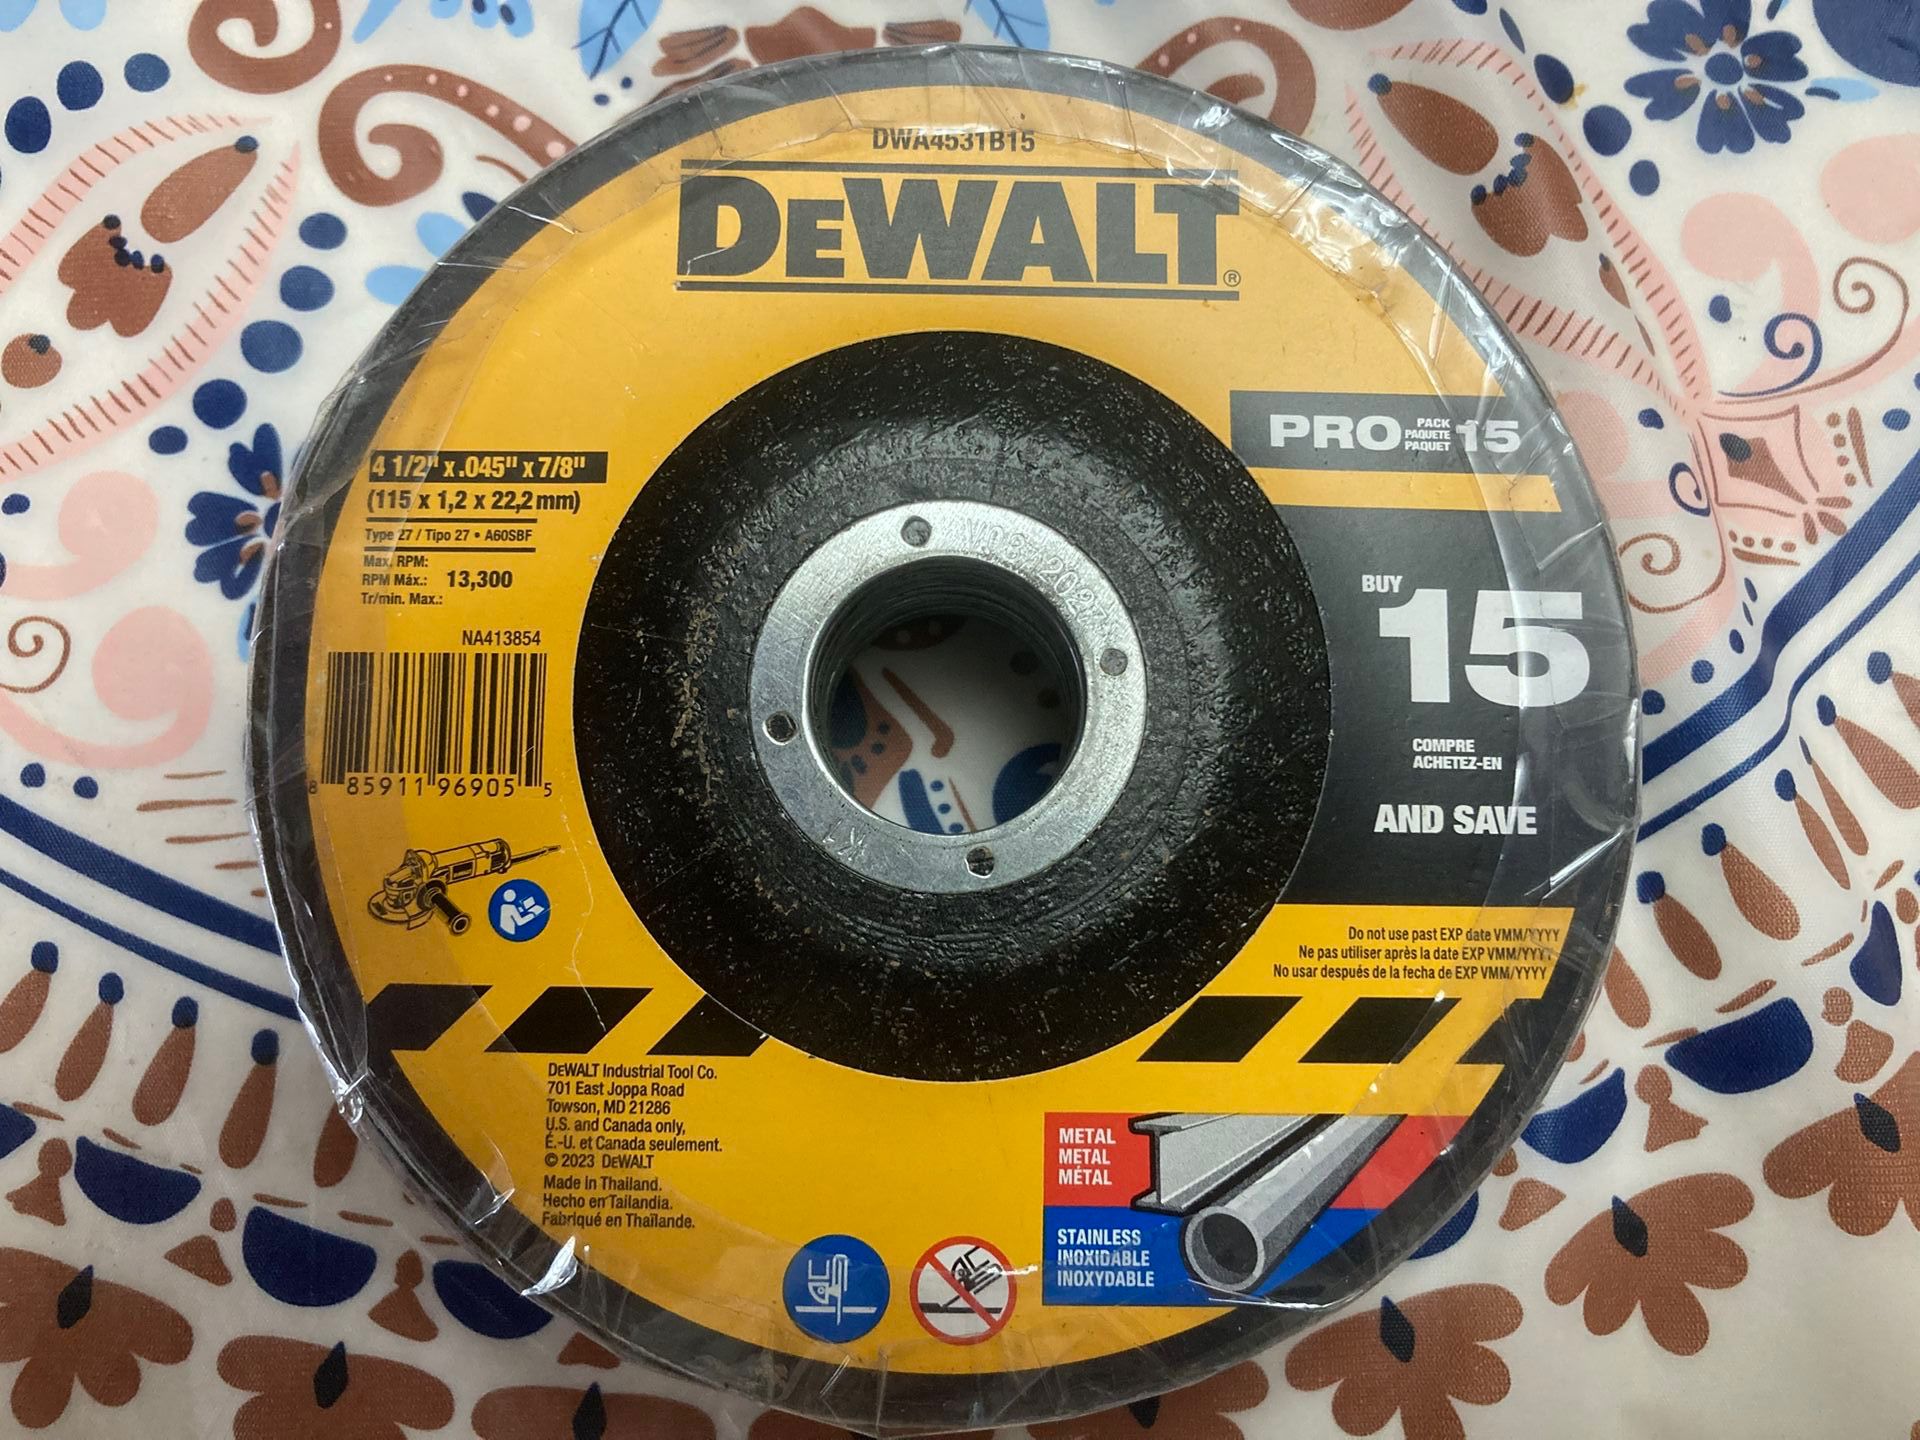 DWA4531B15
DEWALT®
PRO PACK PAQUETE PAQUET 15
4 1/2" x .045" x 7/8"
(115 x 1,2 x 22,2 mm)
Type 27 / Tipo 27 • A60SBF
Max. RPM:
RPM Máx.: 13,300
Tr/min. Max.:
NA413854
8 85911 96905 5
BUY
15
COMPRE
ACHETEZ-EN
AND SAVE
Do not use past EXP date VMM/YYYY
Ne pas utiliser après la date EXP VMM/YYYY
No usar después de la fecha de EXP VMM/YYYY
DEWALT Industrial Tool Co.
701 East Joppa Road
Towson, MD 21286
U.S. and Canada only,
É.-U. et Canada seulement.
© 2023 DEWALT
Made in Thailand.
Hecho en Tailandia.
Fabriqué en Thaïlande.
METAL
METAL
MÉTAL
STAINLESS
INOXIDABLE
INOXYDABLE